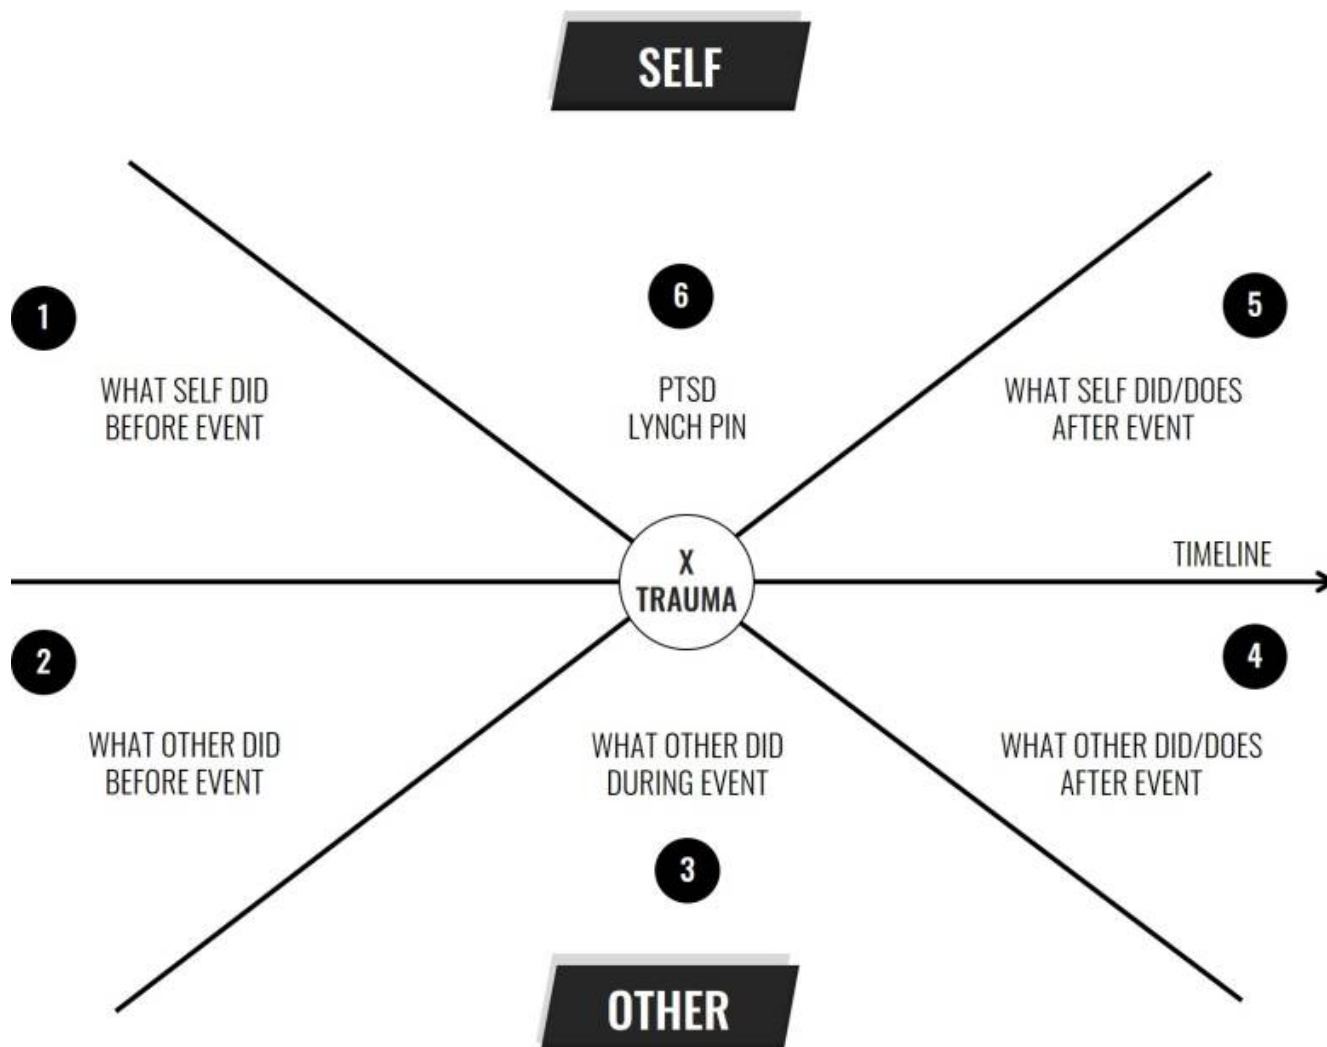 SELF
1
WHAT SELF DID
BEFORE EVENT
6
PTSD
LYNCH PIN
5
WHAT SELF DID/DOES
AFTER EVENT
X
TRAUMA
TIMELINE
2
WHAT OTHER DID
BEFORE EVENT
WHAT OTHER DID
DURING EVENT
3
4
WHAT OTHER DID/DOES
AFTER EVENT
OTHER